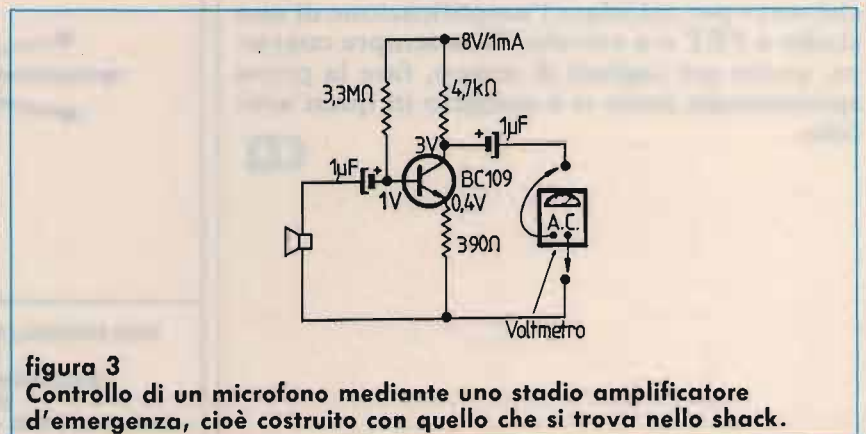 8V/1mA
3,3MΩ
4,7kΩ
1µF
3V
1µF
BC109
1V
0,4V
A.C.
390Ω
Voltmetro
figura 3
Controllo di un microfono mediante uno stadio amplificatore
d'emergenza, cioè costruito con quello che si trova nello shack.